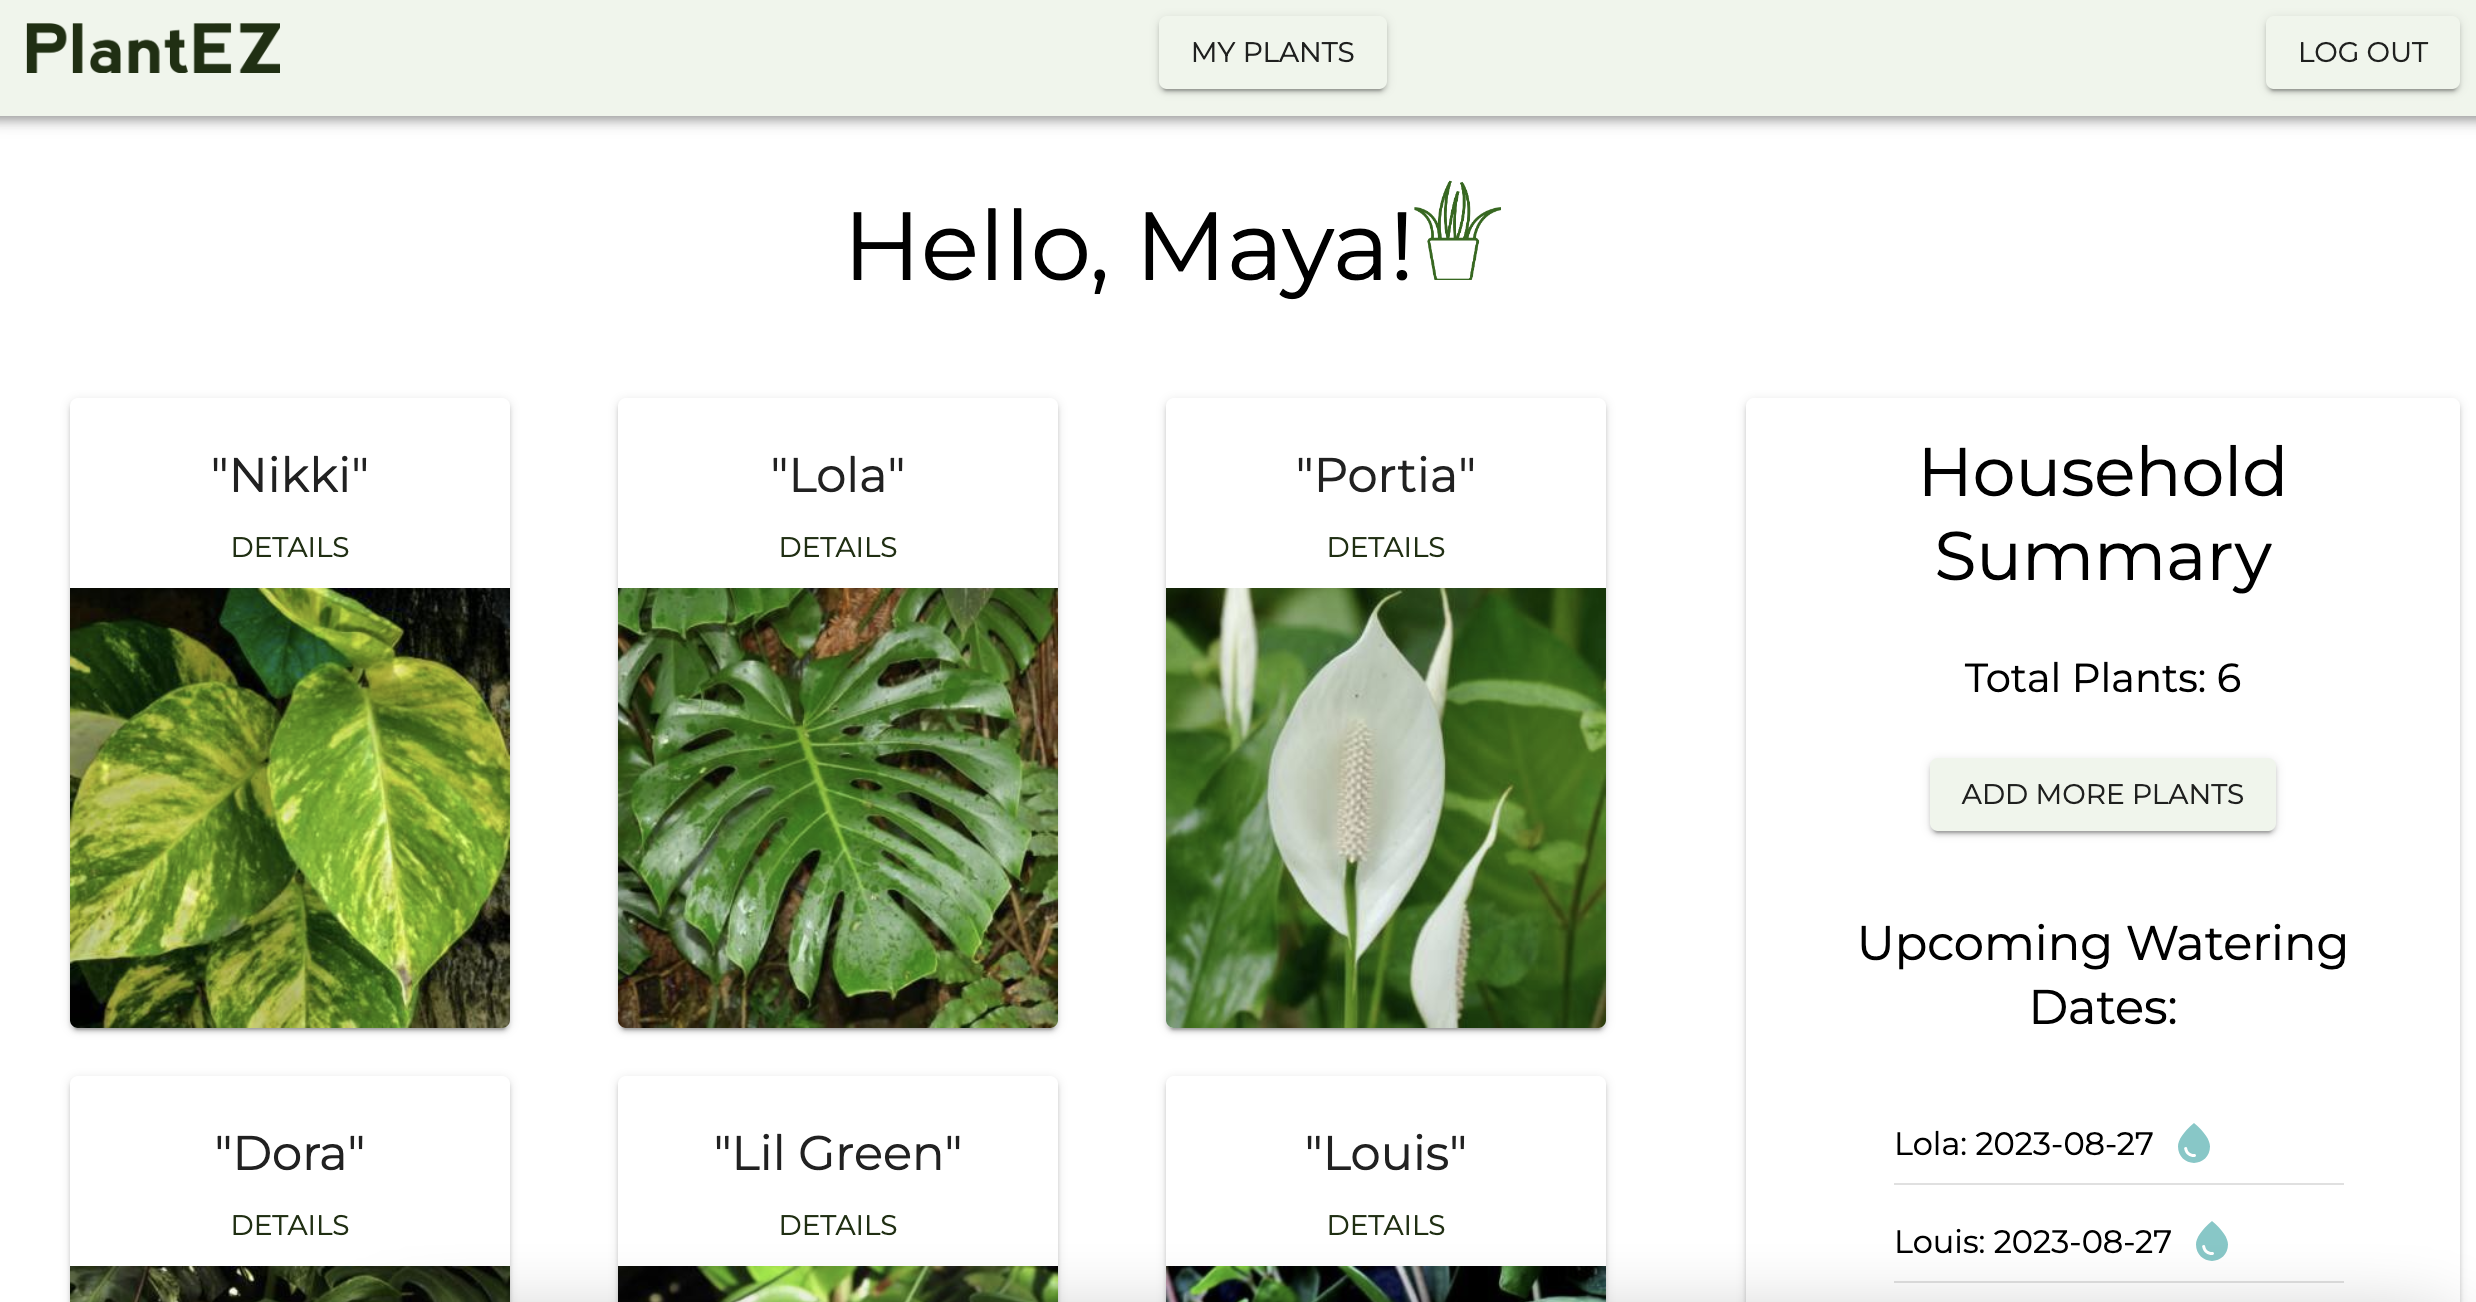 PlantEZ
MY PLANTS
LOG OUT
Hello, Maya!
"Nikki"
DETAILS
"Lola"
DETAILS
"Portia"
DETAILS
"Dora"
DETAILS
"Lil Green"
DETAILS
"Louis"
DETAILS
Household
Summary
Total Plants: 6
ADD MORE PLANTS
Upcoming Watering
Dates:
Lola: 2023-08-27
Louis: 2023-08-27